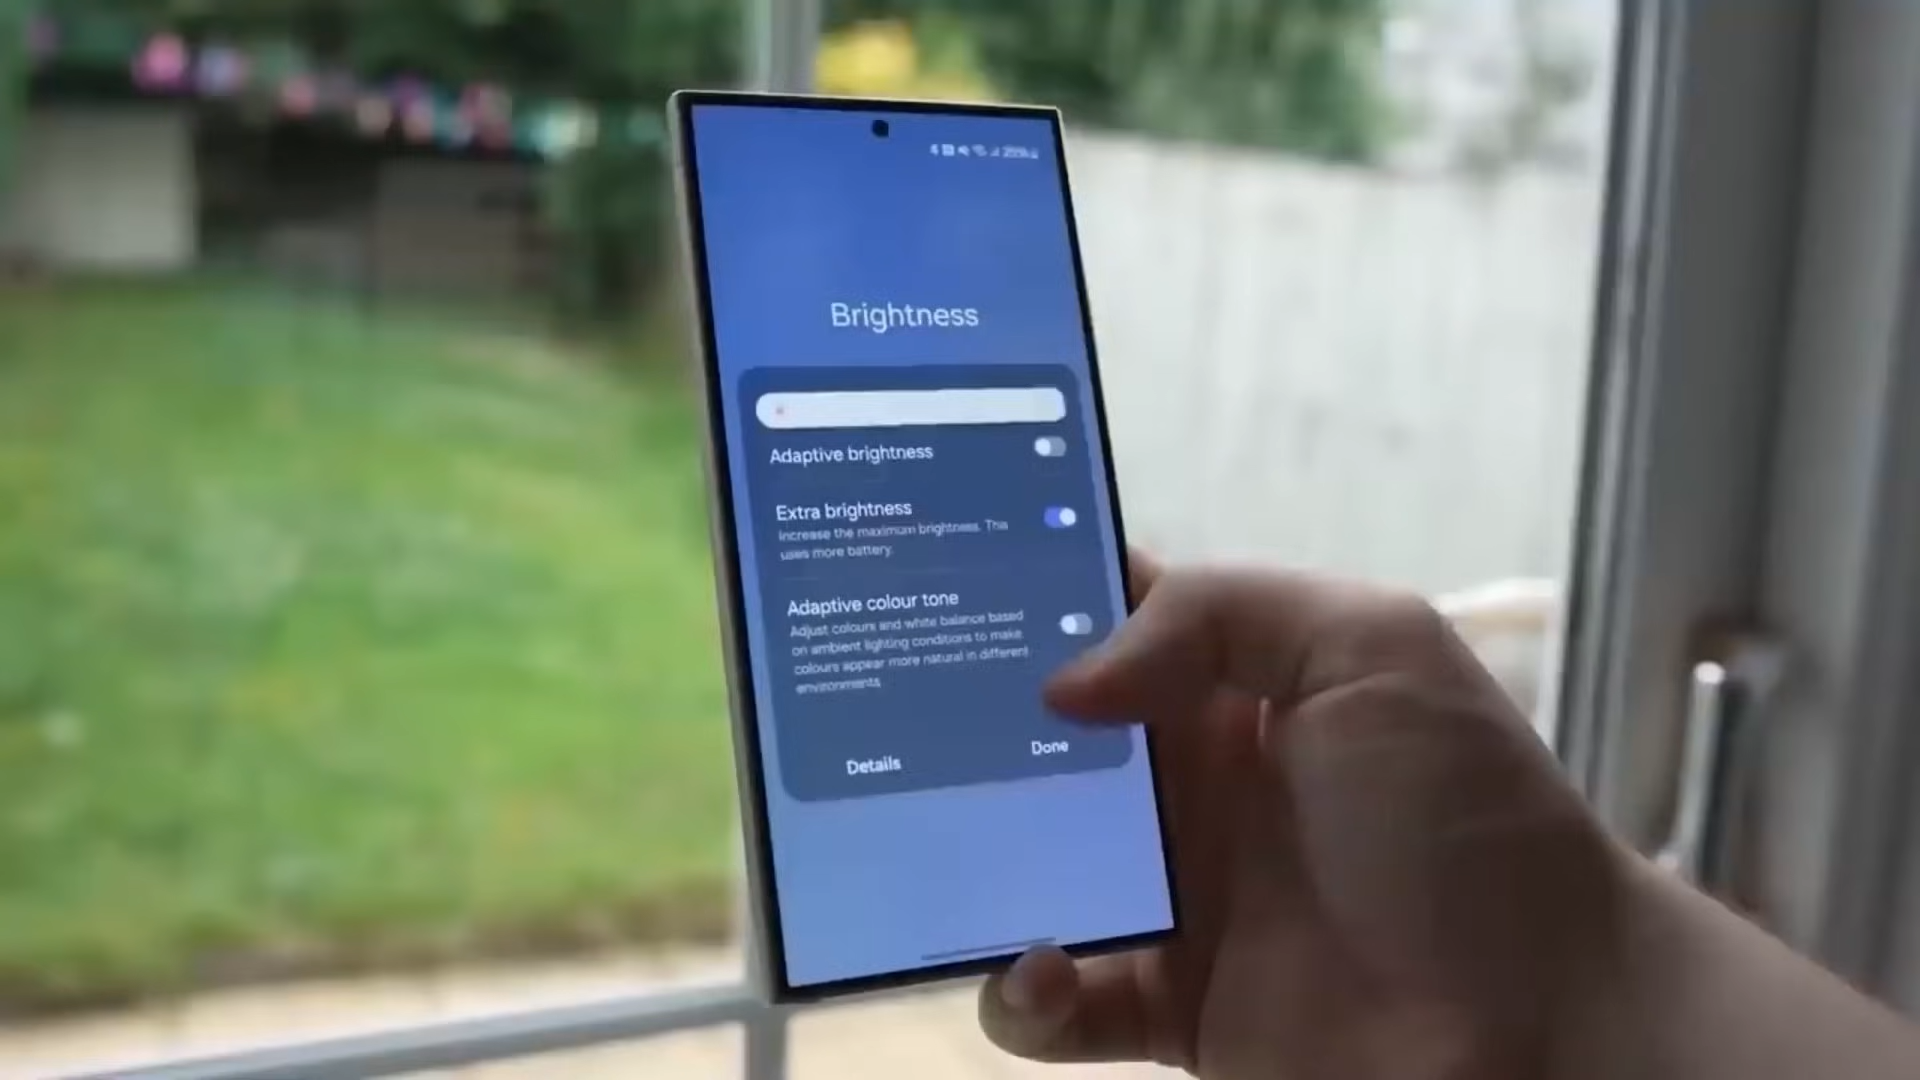 Brightness
Adaptive brightness
Extra brightness
Increase the maximum brightness. This
uses more battery.
Adaptive colour tone
Adjust colours and white balance based
on ambient lighting conditions to make
colours appear more natural in different
environments
Details
Done